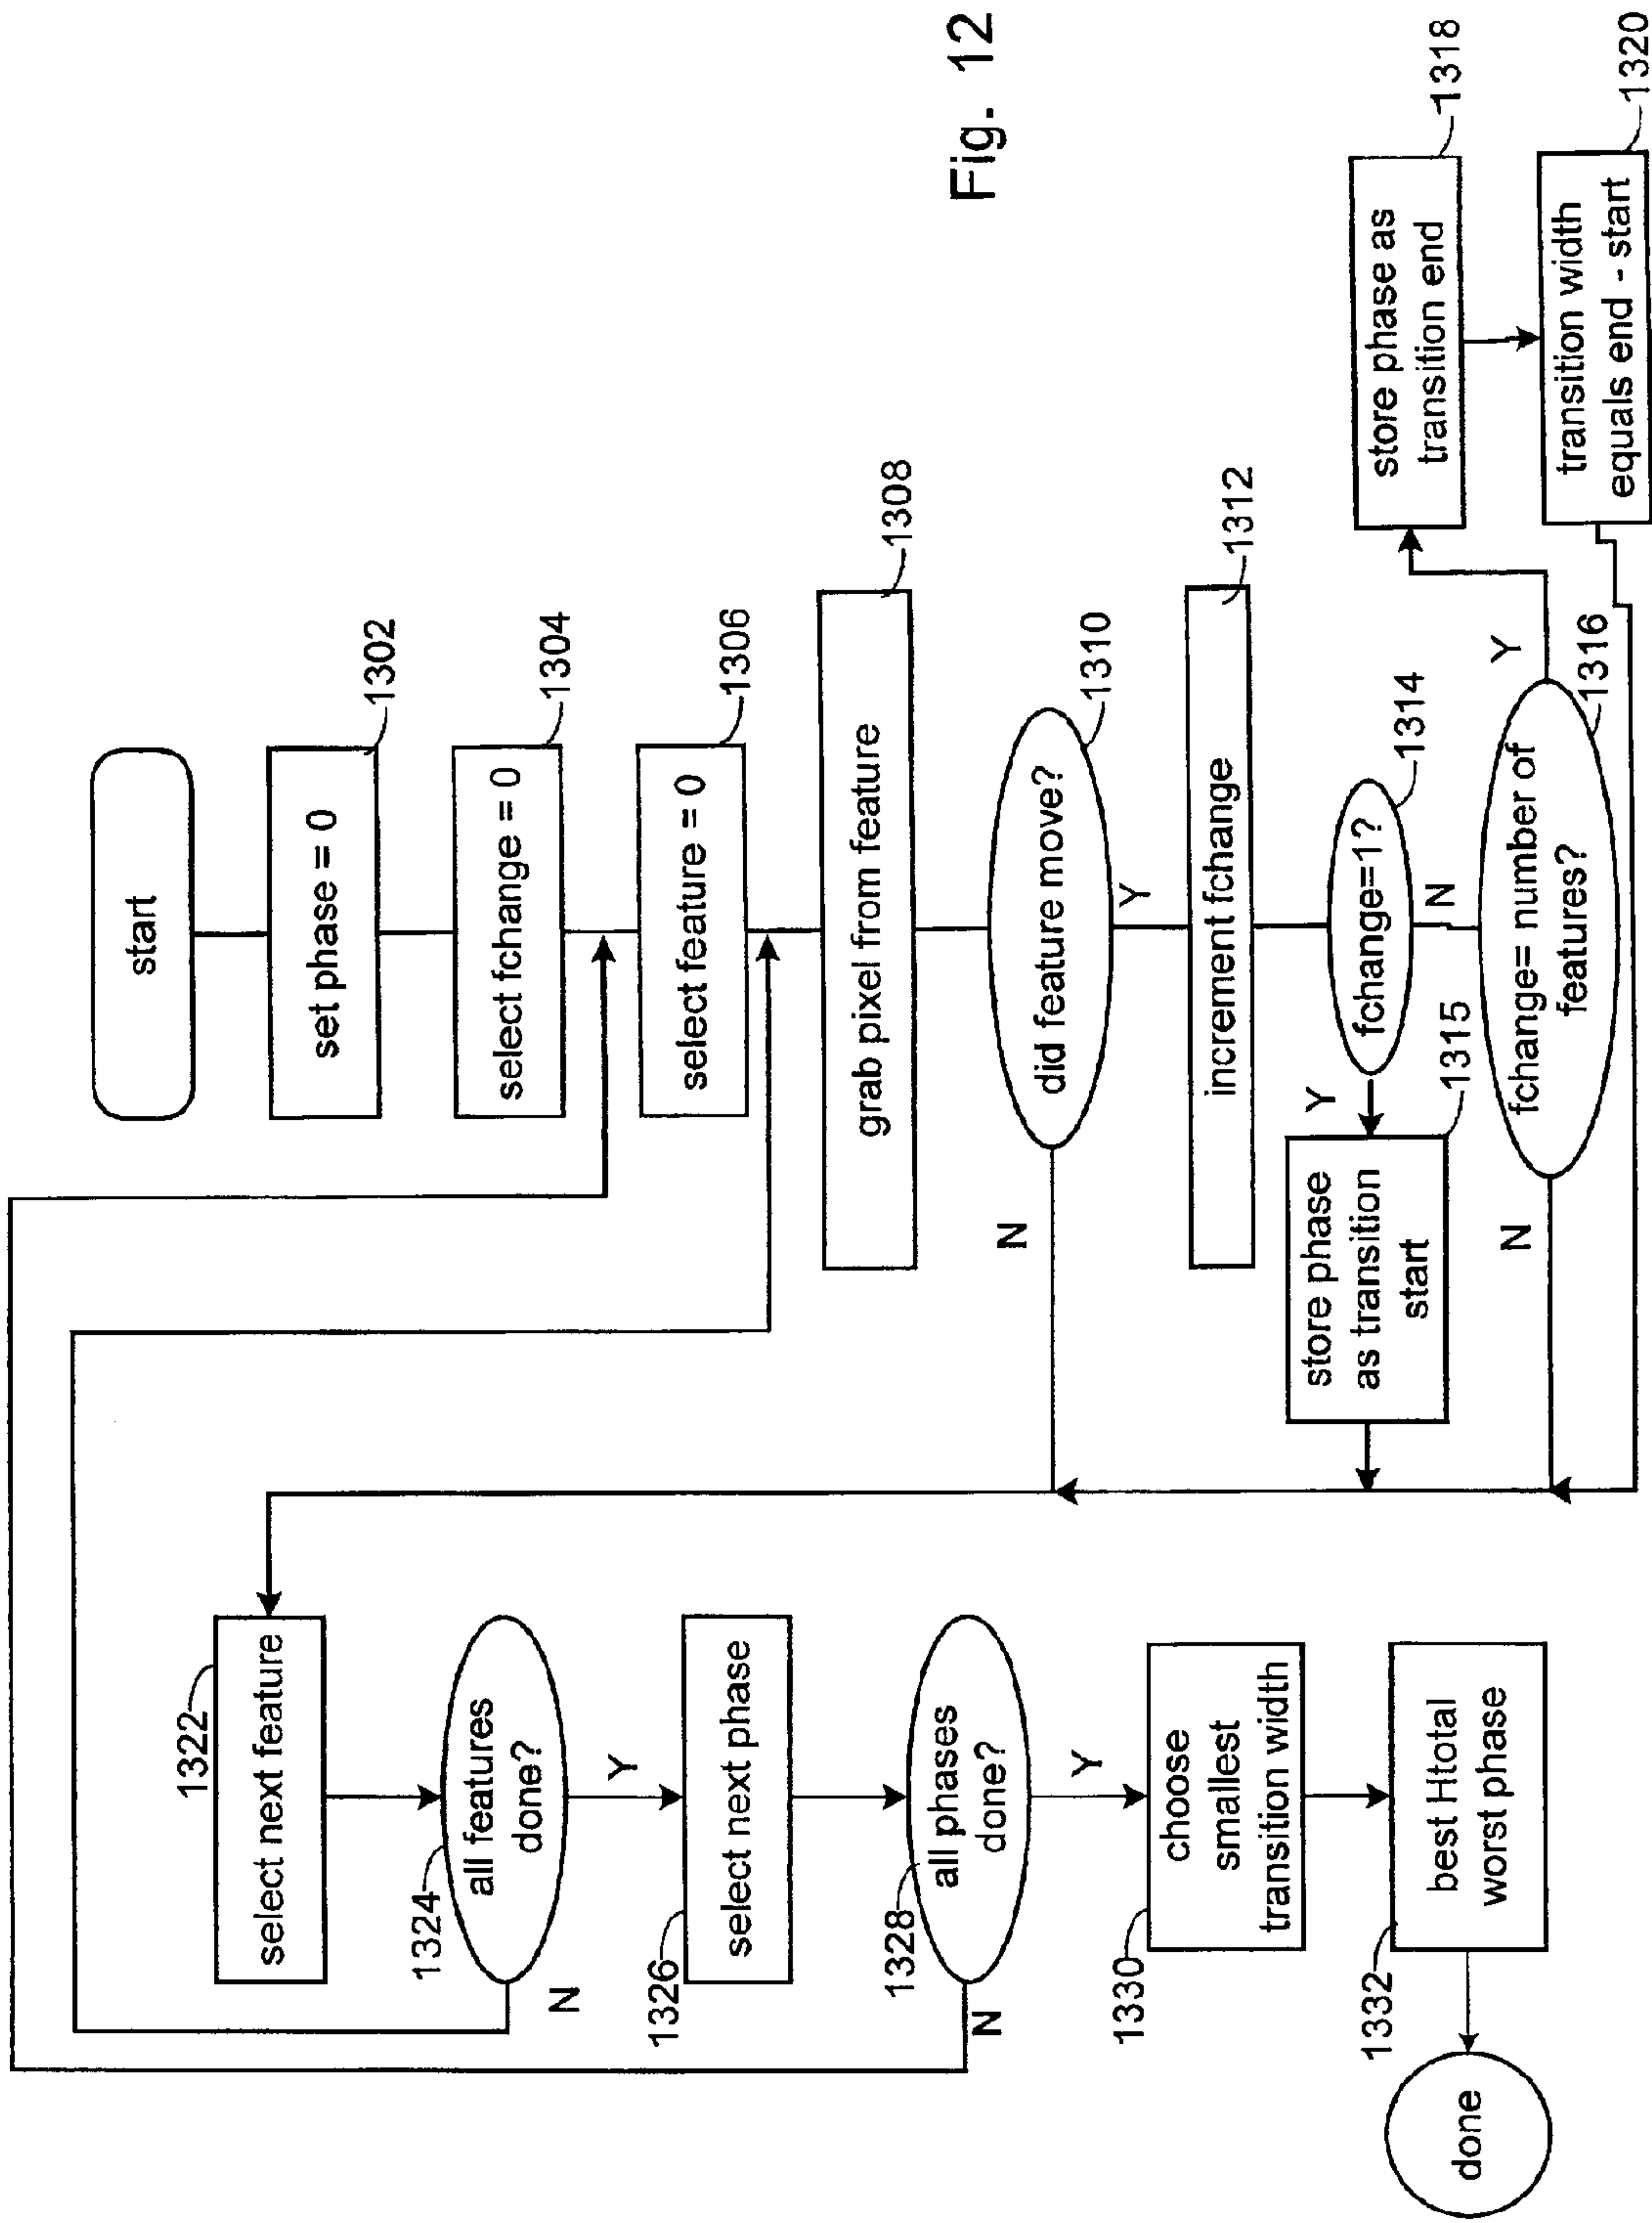 start
set phase = 0
1302
select fchange = 0
1304
select feature = 0
1306
grab pixel from feature
1308
did feature move?
1310
N
Y
increment fchange
1312
fchange=1?
1314
Y
N
store phase
as transition
start
1315
fchange= number of
features?
1316
N
Y
store phase as
transition end
1318
transition width
equals end - start
1320
1322
select next feature
1324
all features
done?
N
Y
1326
select next phase
1328
all phases
done?
N
Y
1330
choose
smallest
transition width
1332
best Htotal
worst phase
done
Fig. 12